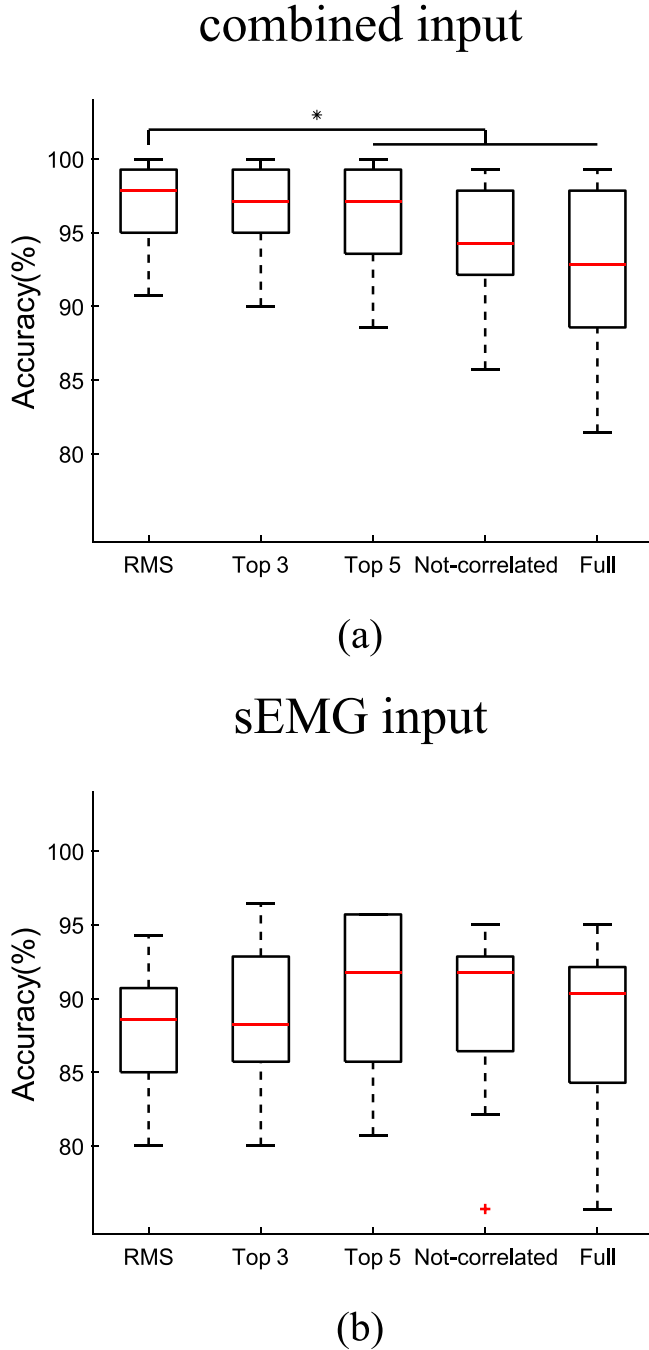 combined input
*
100
95
90
85
80
Accuracy(%)
RMS Top 3 Top 5 Not-correlated Full
(a)
sEMG input
100
95
90
85
80
Accuracy(%)
RMS Top 3 Top 5 Not-correlated Full
(b)